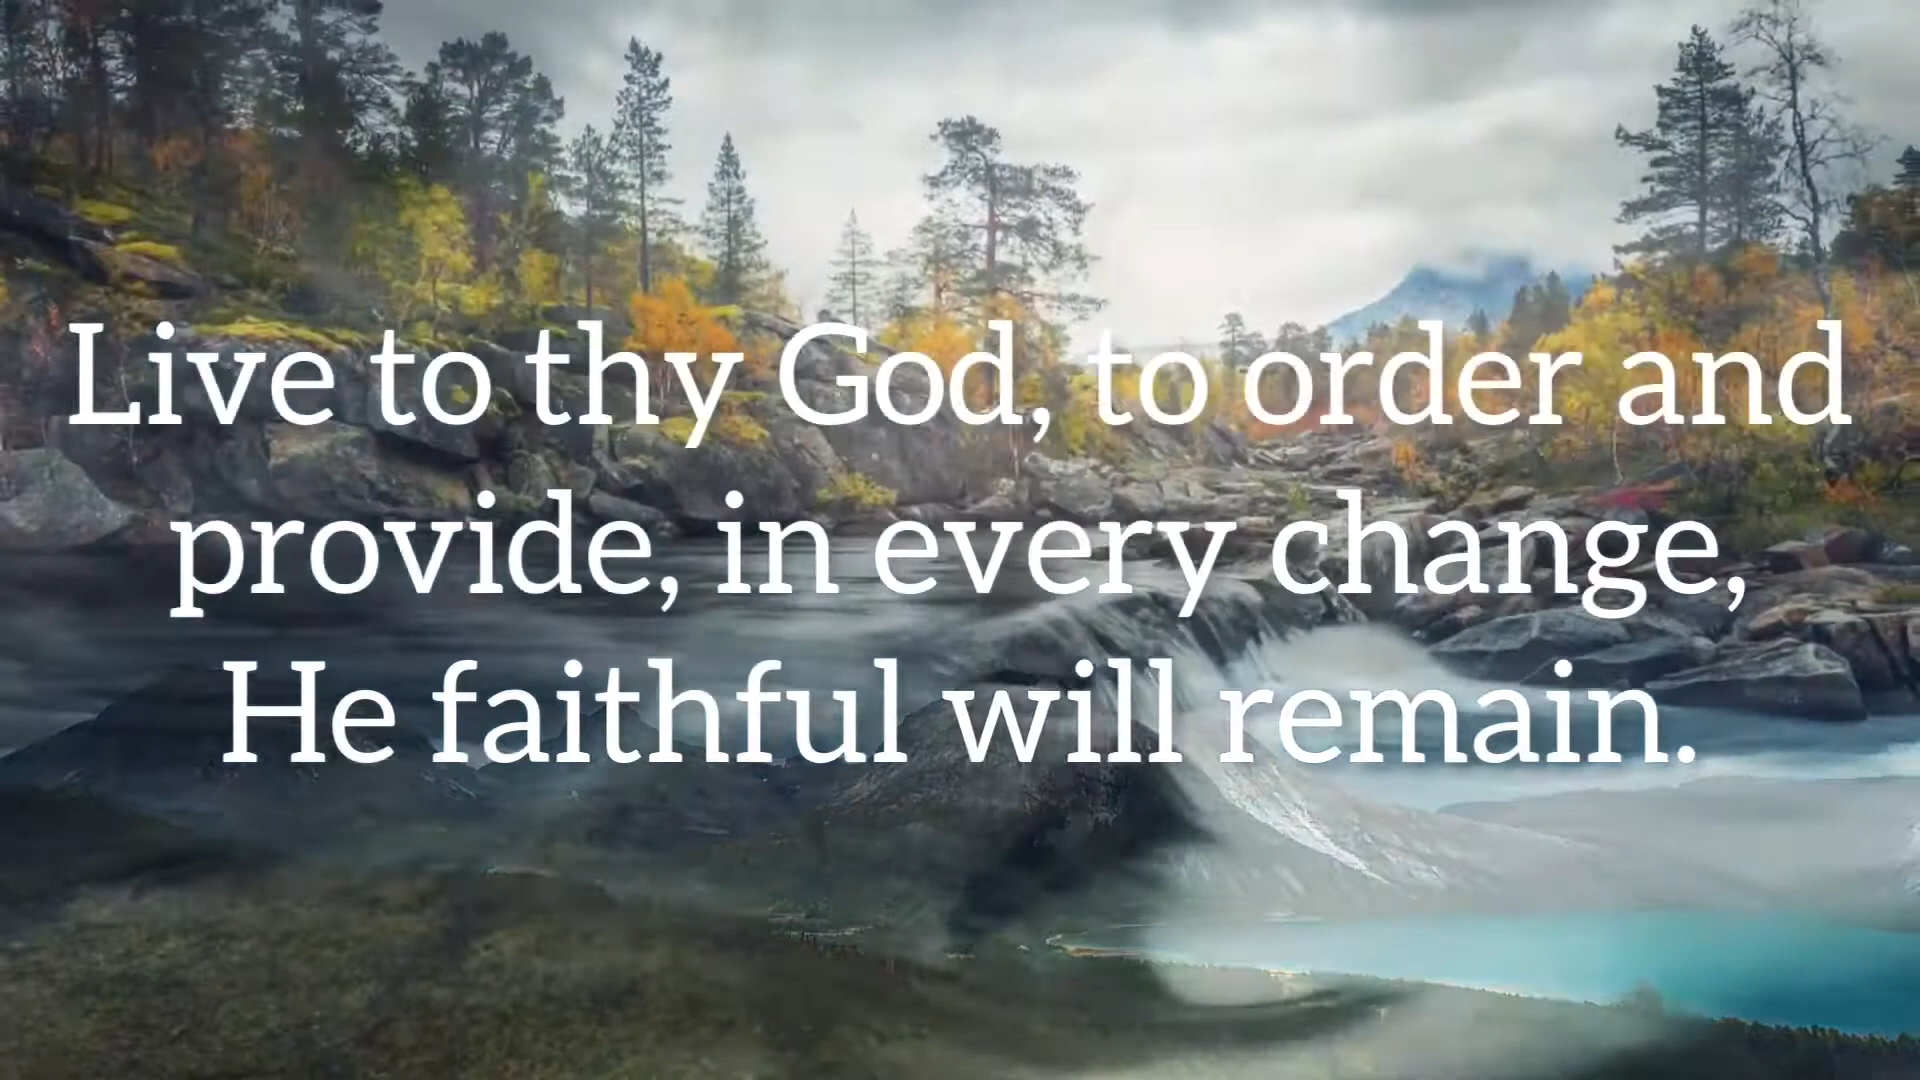 Live to thy God, to order and
provide, in every change,
He faithful will remain.